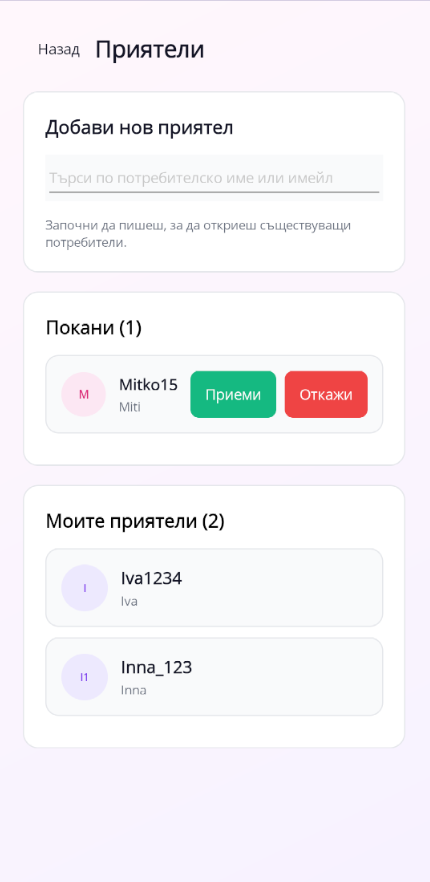 Назад Приятели
Добави нов приятел
Търси по потребителско име или имейл
Започни да пишеш, за да откриеш съществуващи
потребители.
Покани (1)
M
Mitko15
Miti
Приеми
Откажи
Моите приятели (2)
I
Iva1234
Iva
I1
Inna_123
Inna